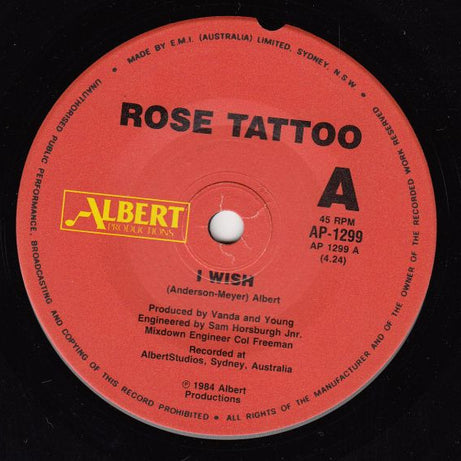 • MADE BY E.M.I. (AUSTRALIA) LIMITED, SYDNEY, N.S.W. •
ROSE TATTOO
A
ALBERT
PRODUCTIONS
45 RPM
AP-1299
AP 1299 A
(4.24)
I WISH
(Anderson-Meyer) Albert
Produced by Vanda and Young
Engineered by Sam Horsburgh Jnr.
Mixdown Engineer Col Freeman
Recorded at
AlbertStudios, Sydney, Australia
℗ 1984 Albert
Productions
UNAUTHORISED PUBLIC PERFORMANCE, BROADCASTING AND COPYING OF THIS RECORD PROHIBITED • ALL RIGHTS OF THE MANUFACTURER AND OF THE OWNER OF THE RECORDED WORK RESERVED